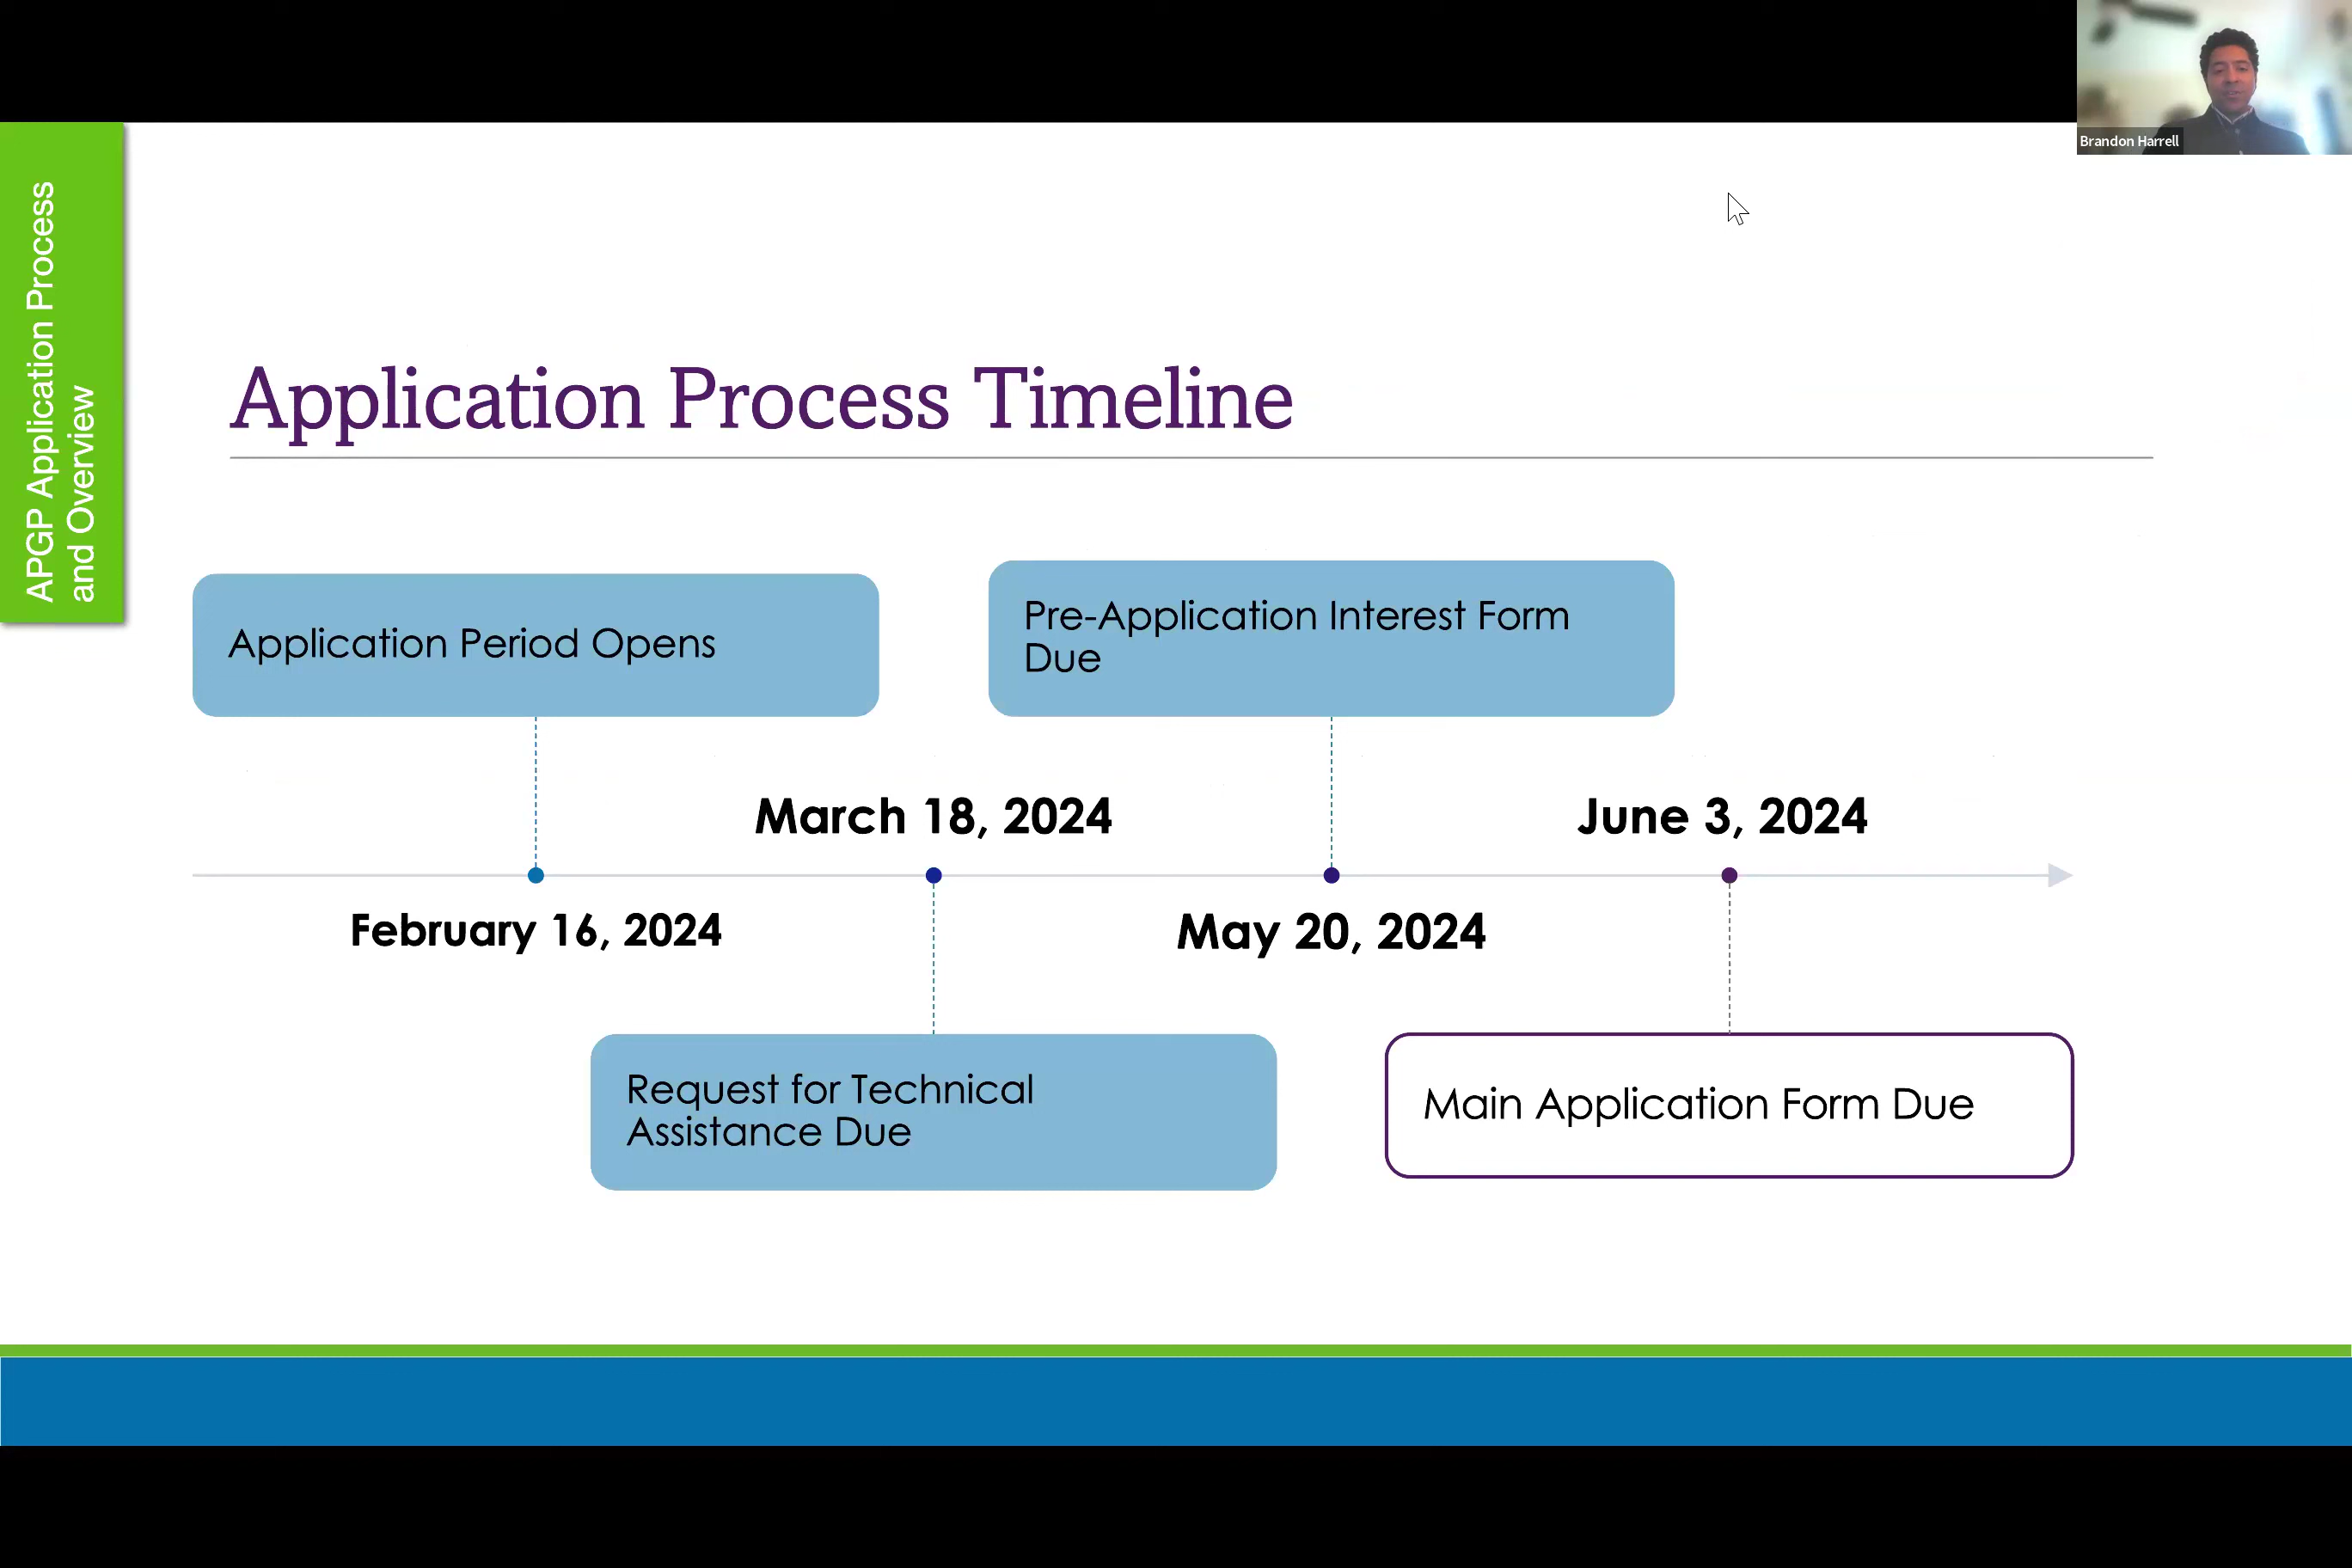 Brandon Harrell
APGP Application Process
and Overview
Application Process Timeline
Application Period Opens
Pre-Application Interest Form
Due
March 18, 2024
June 3, 2024
February 16, 2024
May 20, 2024
Request for Technical
Assistance Due
Main Application Form Due